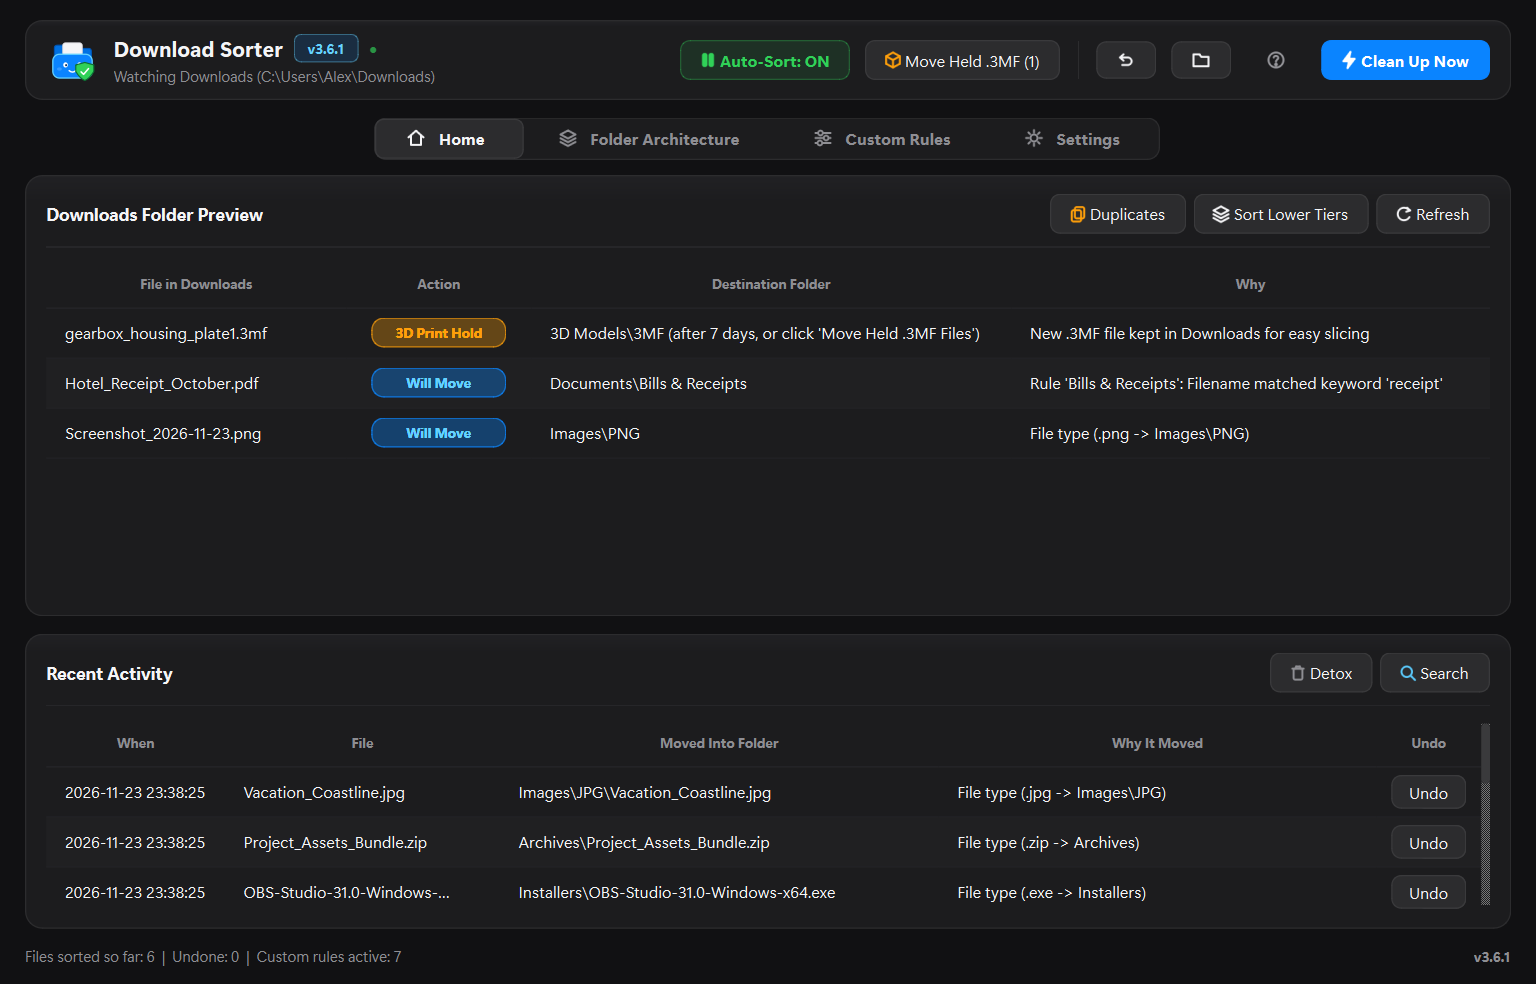 Download Sorter v3.6.1
Watching Downloads (C:\Users\Alex\Downloads)
Auto-Sort: ON
Move Held .3MF (1)
Clean Up Now
Home
Folder Architecture
Custom Rules
Settings
Downloads Folder Preview
Duplicates
Sort Lower Tiers
Refresh
File in Downloads Action Destination Folder Why
gearbox_housing_plate1.3mf 3D Print Hold 3D Models\3MF (after 7 days, or click 'Move Held .3MF Files') New .3MF file kept in Downloads for easy slicing
Hotel_Receipt_October.pdf Will Move Documents\Bills & Receipts Rule 'Bills & Receipts': Filename matched keyword 'receipt'
Screenshot_2026-11-23.png Will Move Images\PNG File type (.png -> Images\PNG)
Recent Activity
Detox
Search
When File Moved Into Folder Why It Moved Undo
2026-11-23 23:38:25 Vacation_Coastline.jpg Images\JPG\Vacation_Coastline.jpg File type (.jpg -> Images\JPG) Undo
2026-11-23 23:38:25 Project_Assets_Bundle.zip Archives\Project_Assets_Bundle.zip File type (.zip -> Archives) Undo
2026-11-23 23:38:25 OBS-Studio-31.0-Windows-... Installers\OBS-Studio-31.0-Windows-x64.exe File type (.exe -> Installers) Undo
Files sorted so far: 6 | Undone: 0 | Custom rules active: 7
v3.6.1